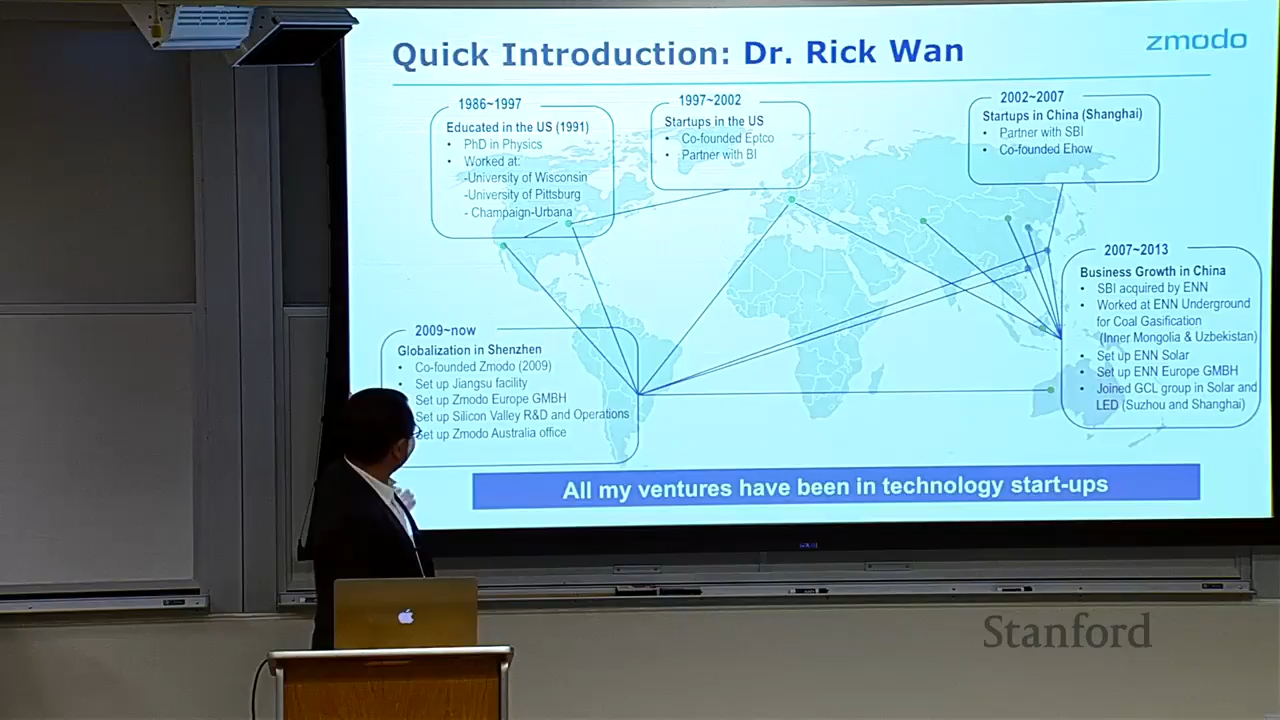 Quick Introduction: Dr. Rick Wan
zmodo
1986~1997
Educated in the US (1991)
• PhD in Physics
• Worked at:
-University of Wisconsin
-University of Pittsburg
- Champaign-Urbana
1997~2002
Startups in the US
• Co-founded Eptco
• Partner with BI
2002~2007
Startups in China (Shanghai)
• Partner with SBI
• Co-founded Ehow
2007~2013
Business Growth in China
• SBI acquired by ENN
• Worked at ENN Underground
for Coal Gasification
(Inner Mongolia & Uzbekistan)
• Set up ENN Solar
• Set up ENN Europe GMBH
• Joined GCL group in Solar and
LED (Suzhou and Shanghai)
2009~now
Globalization in Shenzhen
• Co-founded Zmodo (2009)
• Set up Jiangsu facility
Set up Zmodo Europe GMBH
Set up Silicon Valley R&D and Operations
Set up Zmodo Australia office
All my ventures have been in technology start-ups
Stanford